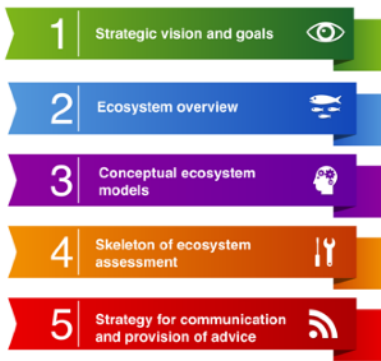 1
Strategic vision and goals
2
Ecosystem overview
3
Conceptual ecosystem
models
4
Skeleton of ecosystem
assessment
5
Strategy for communication
and provision of advice